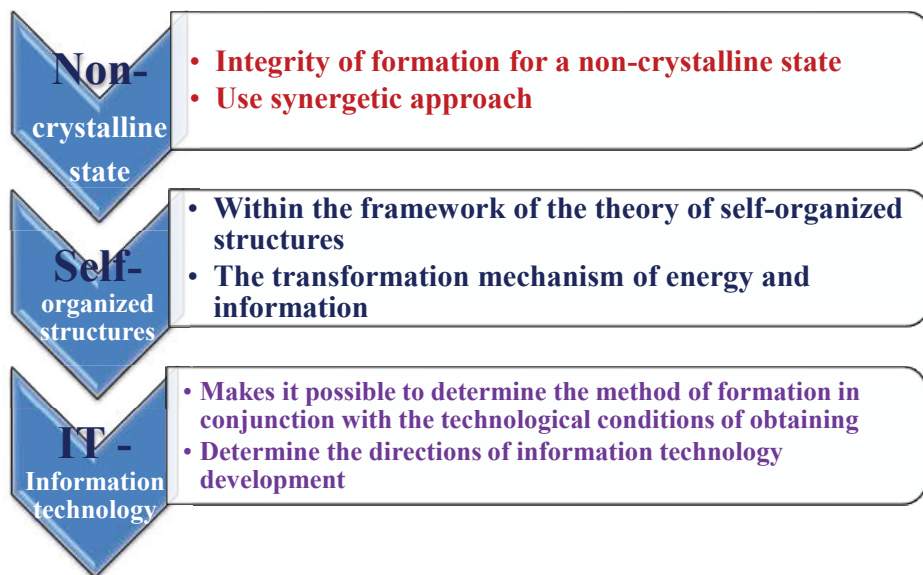 Non-
crystalline
state
• Integrity of formation for a non-crystalline state
• Use synergetic approach
Self-
organized
structures
• Within the framework of the theory of self-organized
structures
• The transformation mechanism of energy and
information
IT -
Information
technology
• Makes it possible to determine the method of formation in
conjunction with the technological conditions of obtaining
• Determine the directions of information technology
development